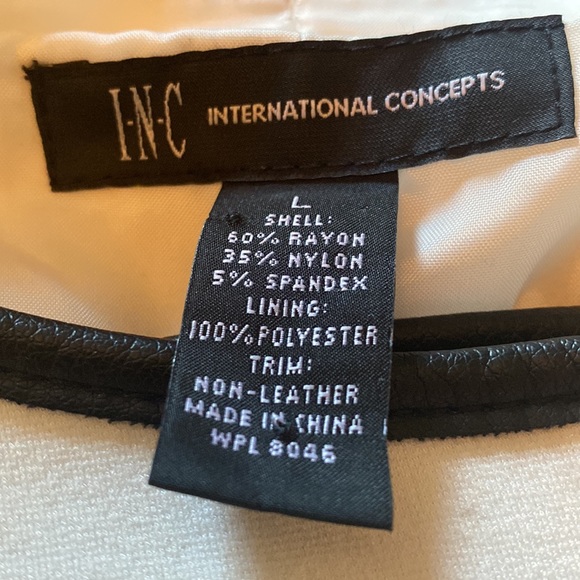 I·N·C INTERNATIONAL CONCEPTS
L
SHELL:
60% RAYON
35% NYLON
5% SPANDEX
LINING:
100% POLYESTER
TRIM:
NON-LEATHER
MADE IN CHINA
WPL 8046